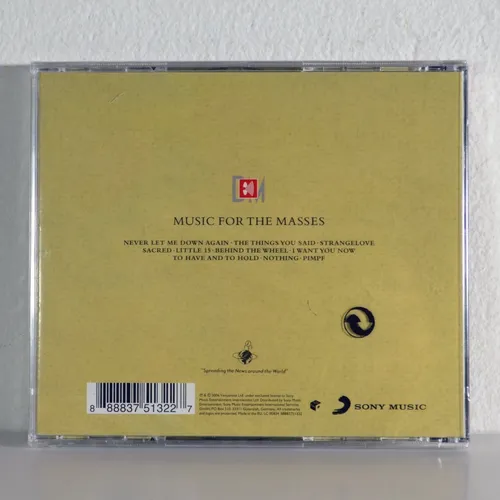 DM
MUSIC FOR THE MASSES
NEVER LET ME DOWN AGAIN · THE THINGS YOU SAID · STRANGELOVE
SACRED · LITTLE 15 · BEHIND THE WHEEL · I WANT YOU NOW
TO HAVE AND TO HOLD · NOTHING · PIMPF
"Spreading the News around the World"
8 88837 51322 7
SONY MUSIC